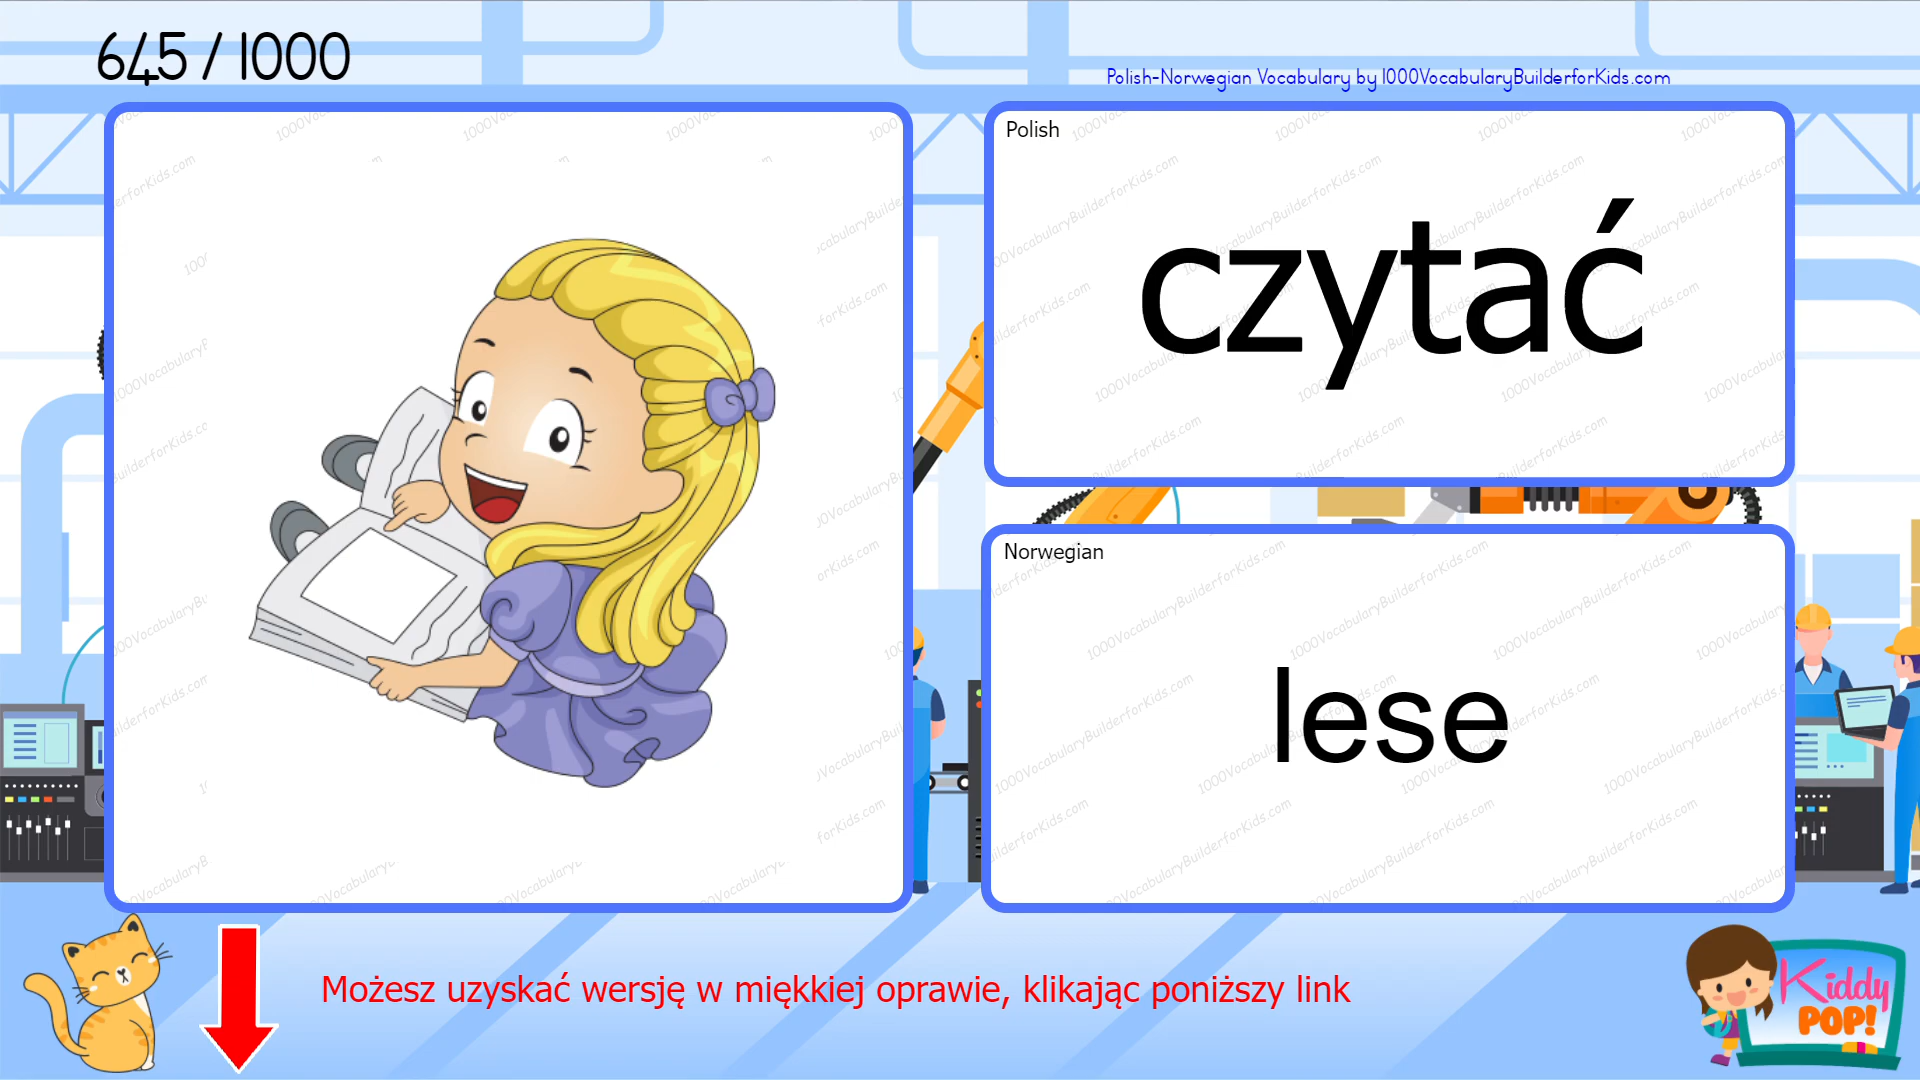 645 / 1000
Polish-Norwegian Vocabulary by 1000VocabularyBuilderforKids.com
Polish
czytać
Norwegian
lese
Możesz uzyskać wersję w miękkiej oprawie, klikając poniższy link
Kiddy
POP!